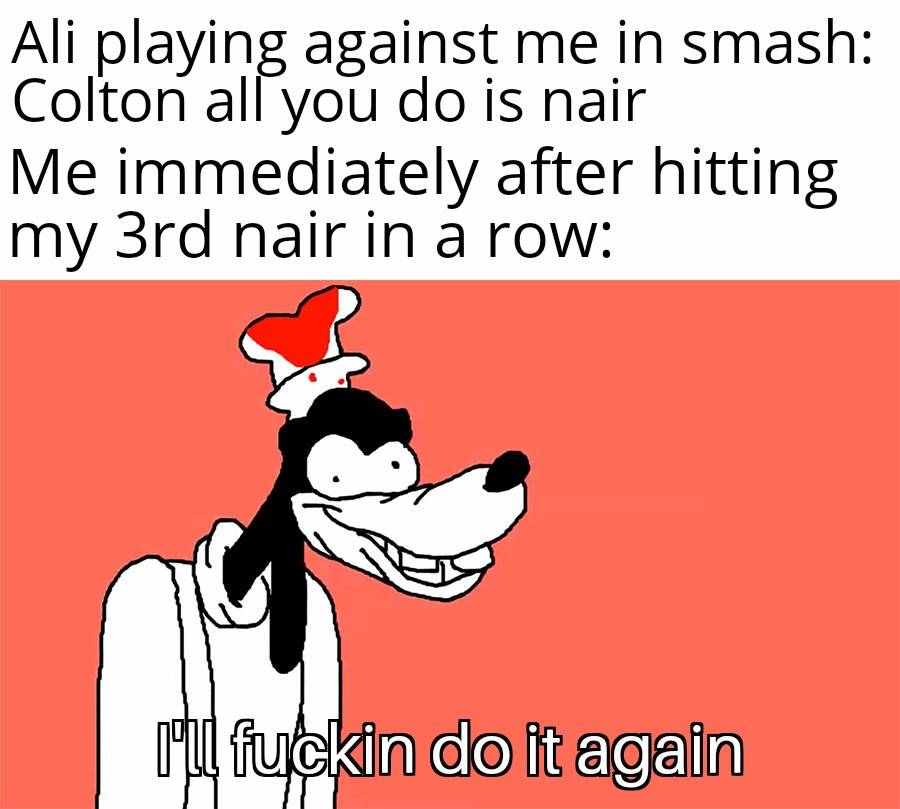 Ali playing against me in smash:
Colton all you do is nair
Me immediately after hitting
my 3rd nair in a row:
I'll fuckin do it again